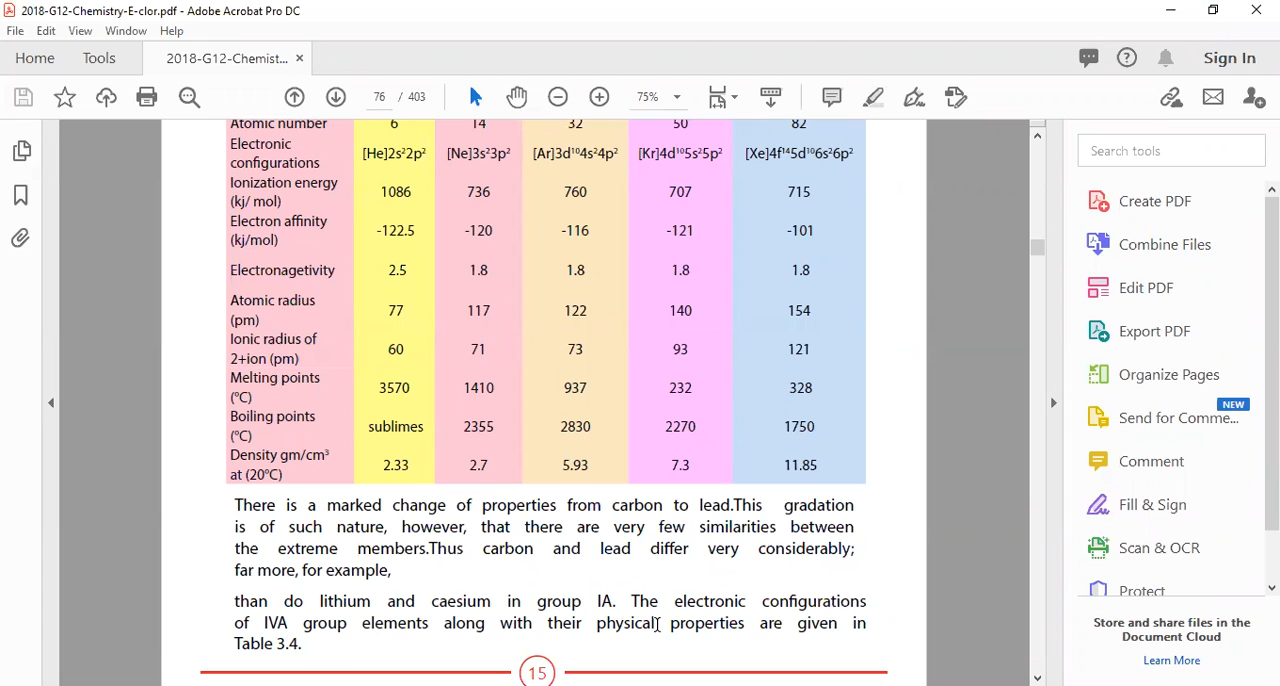 2018-G12-Chemistry-E-clor.pdf - Adobe Acrobat Pro DC
File Edit View Window Help
Home Tools 2018-G12-Chemist... × Sign In
76 / 403 75%
Search tools
Atomic number 6 14 32 50 82
Electronic
configurations [He]2s²2p² [Ne]3s²3p² [Ar]3d¹⁰4s²4p² [Kr]4d¹⁰5s²5p² [Xe]4f¹⁴5d¹⁰6s²6p²
Ionization energy
(kj/ mol) 1086 736 760 707 715
Electron affinity
(kj/mol) -122.5 -120 -116 -121 -101
Electronagetivity 2.5 1.8 1.8 1.8 1.8
Atomic radius
(pm) 77 117 122 140 154
Ionic radius of
2+ion (pm) 60 71 73 93 121
Melting points
(°C) 3570 1410 937 232 328
Boiling points
(°C) sublimes 2355 2830 2270 1750
Density gm/cm³
at (20°C) 2.33 2.7 5.93 7.3 11.85
There is a marked change of properties from carbon to lead.This gradation
is of such nature, however, that there are very few similarities between
the extreme members.Thus carbon and lead differ very considerably;
far more, for example,
than do lithium and caesium in group IA. The electronic configurations
of IVA group elements along with their physical properties are given in
Table 3.4.
15
Create PDF
Combine Files
Edit PDF
Export PDF
Organize Pages
NEW
Send for Comme...
Comment
Fill & Sign
Scan & OCR
Protect
Store and share files in the
Document Cloud
Learn More